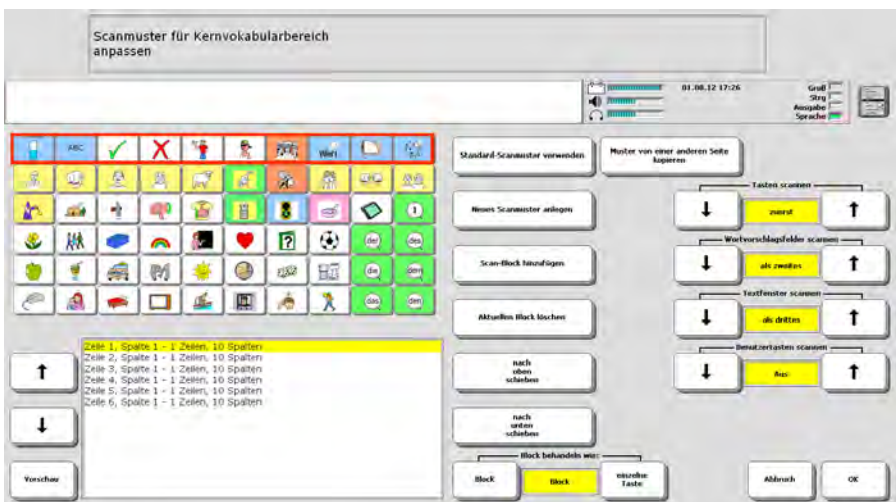 Scanmuster für Kernvokabularbereich
anpassen
01.08.12 17:26
Groß
Strg
Ausgabe
Sprache
ABC
Wort
Standard-Scanmuster verwenden
Muster von einer anderen Seite
kopieren
Tasten scannen
zuerst
Neues Scanmuster anlegen
der
des
Wortvorschlagsfelder scannen
als zweites
Scan-Block hinzufügen
die
den
Textfenster scannen
als drittes
das
den
Aktuellen Block löschen
Benutzertasten scannen
Aus
Zeile 1, Spalte 1 - 1 Zeilen, 10 Spalten
Zeile 2, Spalte 1 - 1 Zeilen, 10 Spalten
Zeile 3, Spalte 1 - 1 Zeilen, 10 Spalten
Zeile 4, Spalte 1 - 1 Zeilen, 10 Spalten
Zeile 5, Spalte 1 - 1 Zeilen, 10 Spalten
Zeile 6, Spalte 1 - 1 Zeilen, 10 Spalten
nach
oben
schieben
nach
unten
schieben
Block behandeln wie:
Vorschau
Block
Block
einzelne
Taste
Abbruch
OK